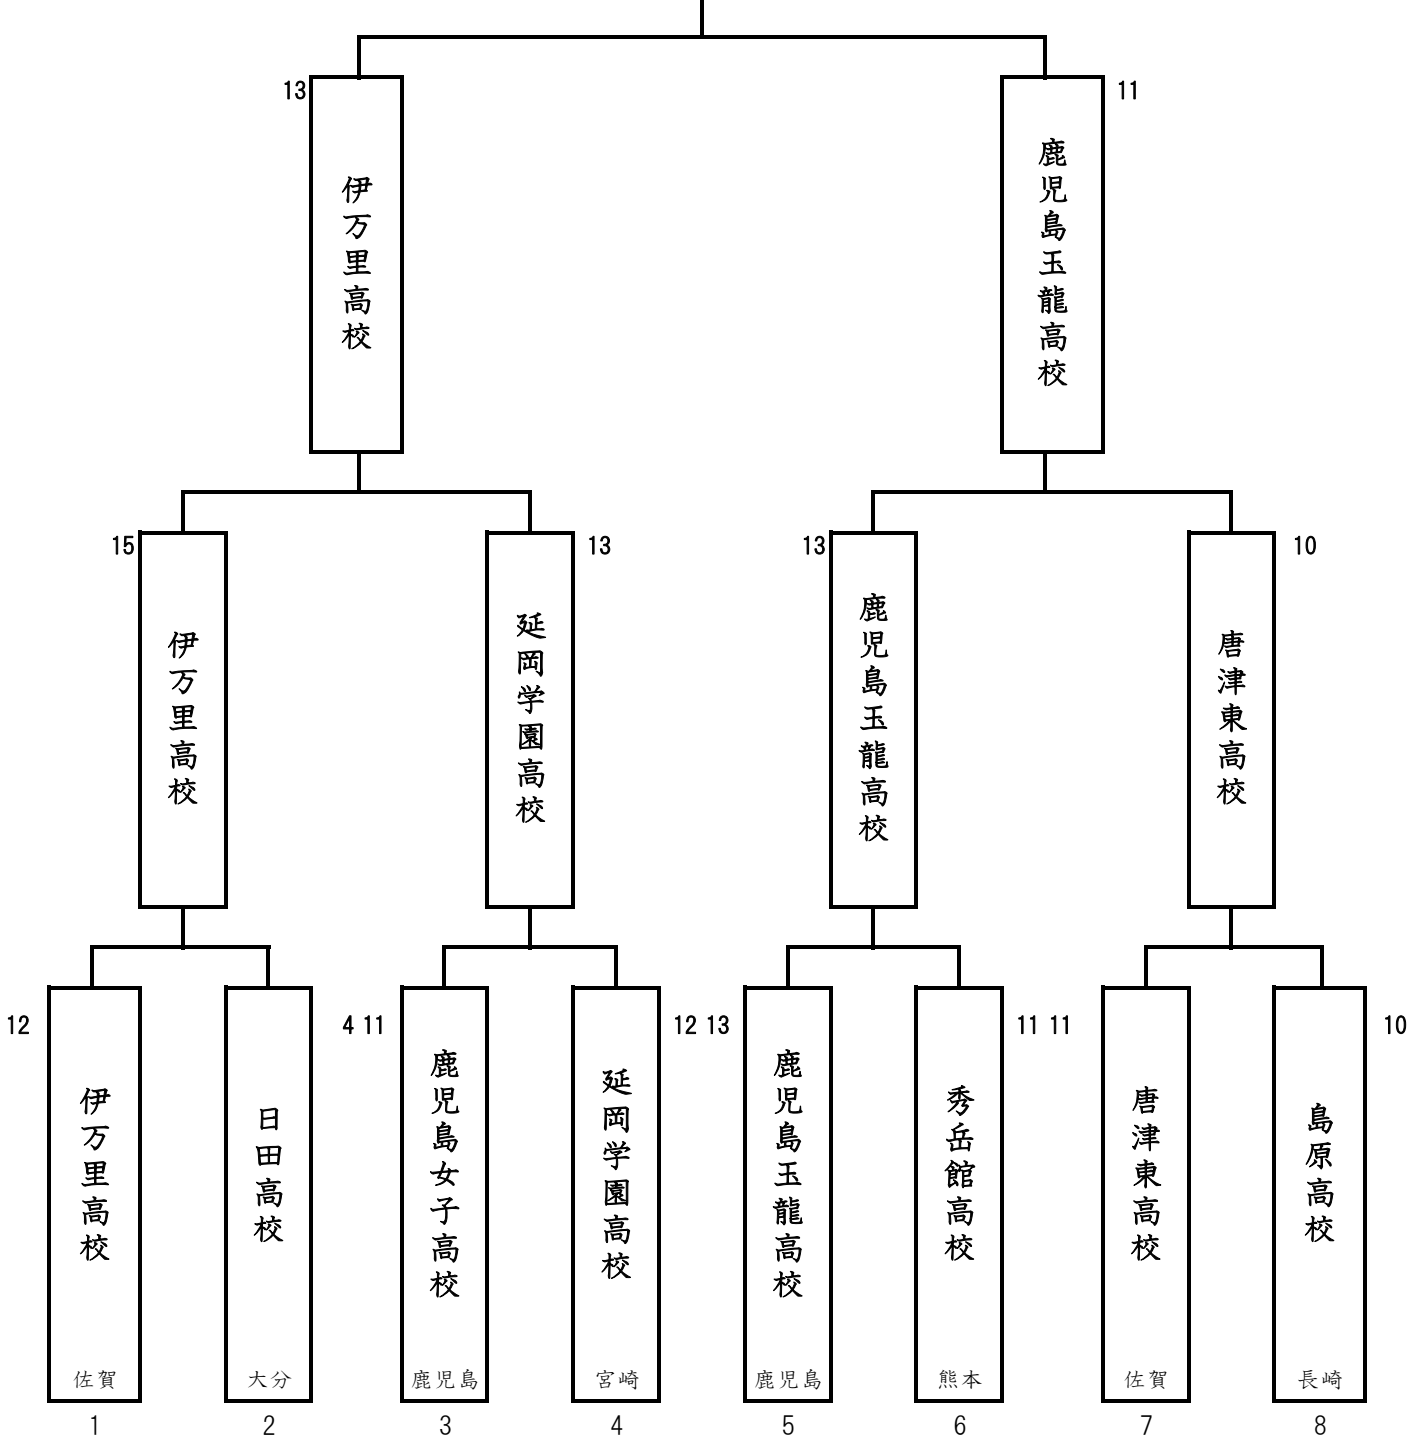 13
伊万里高校
鹿児島玉龍高校
11
15
伊万里高校
延岡学園高校
13
13
鹿児島玉龍高校
唐津東高校
10
12
伊万里高校
佐賀
1
日田高校
大分
2
4 11
鹿児島女子高校
鹿児島
3
延岡学園高校
宮崎
4
12 13
鹿児島玉龍高校
鹿児島
5
秀岳館高校
熊本
6
11 11
唐津東高校
佐賀
7
島原高校
長崎
8
10